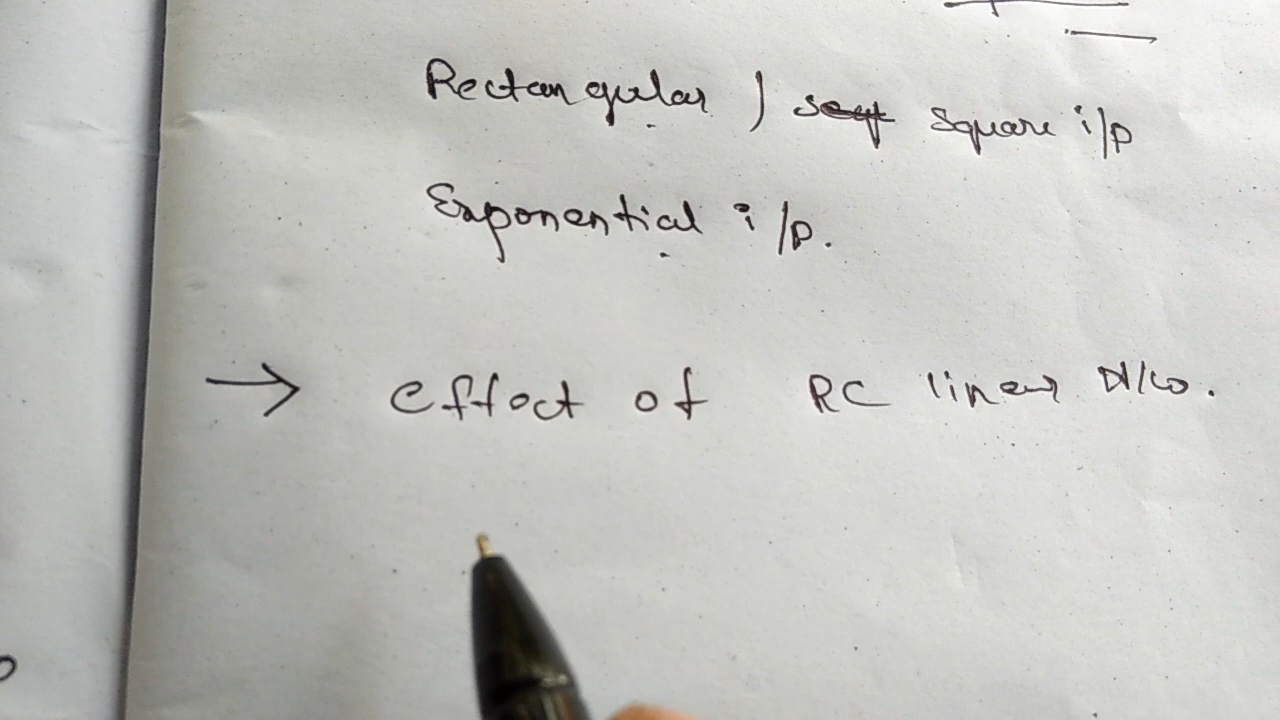 Rectangular / Square i/p
Exponential i/p.
→ effect of RC linear N/w.